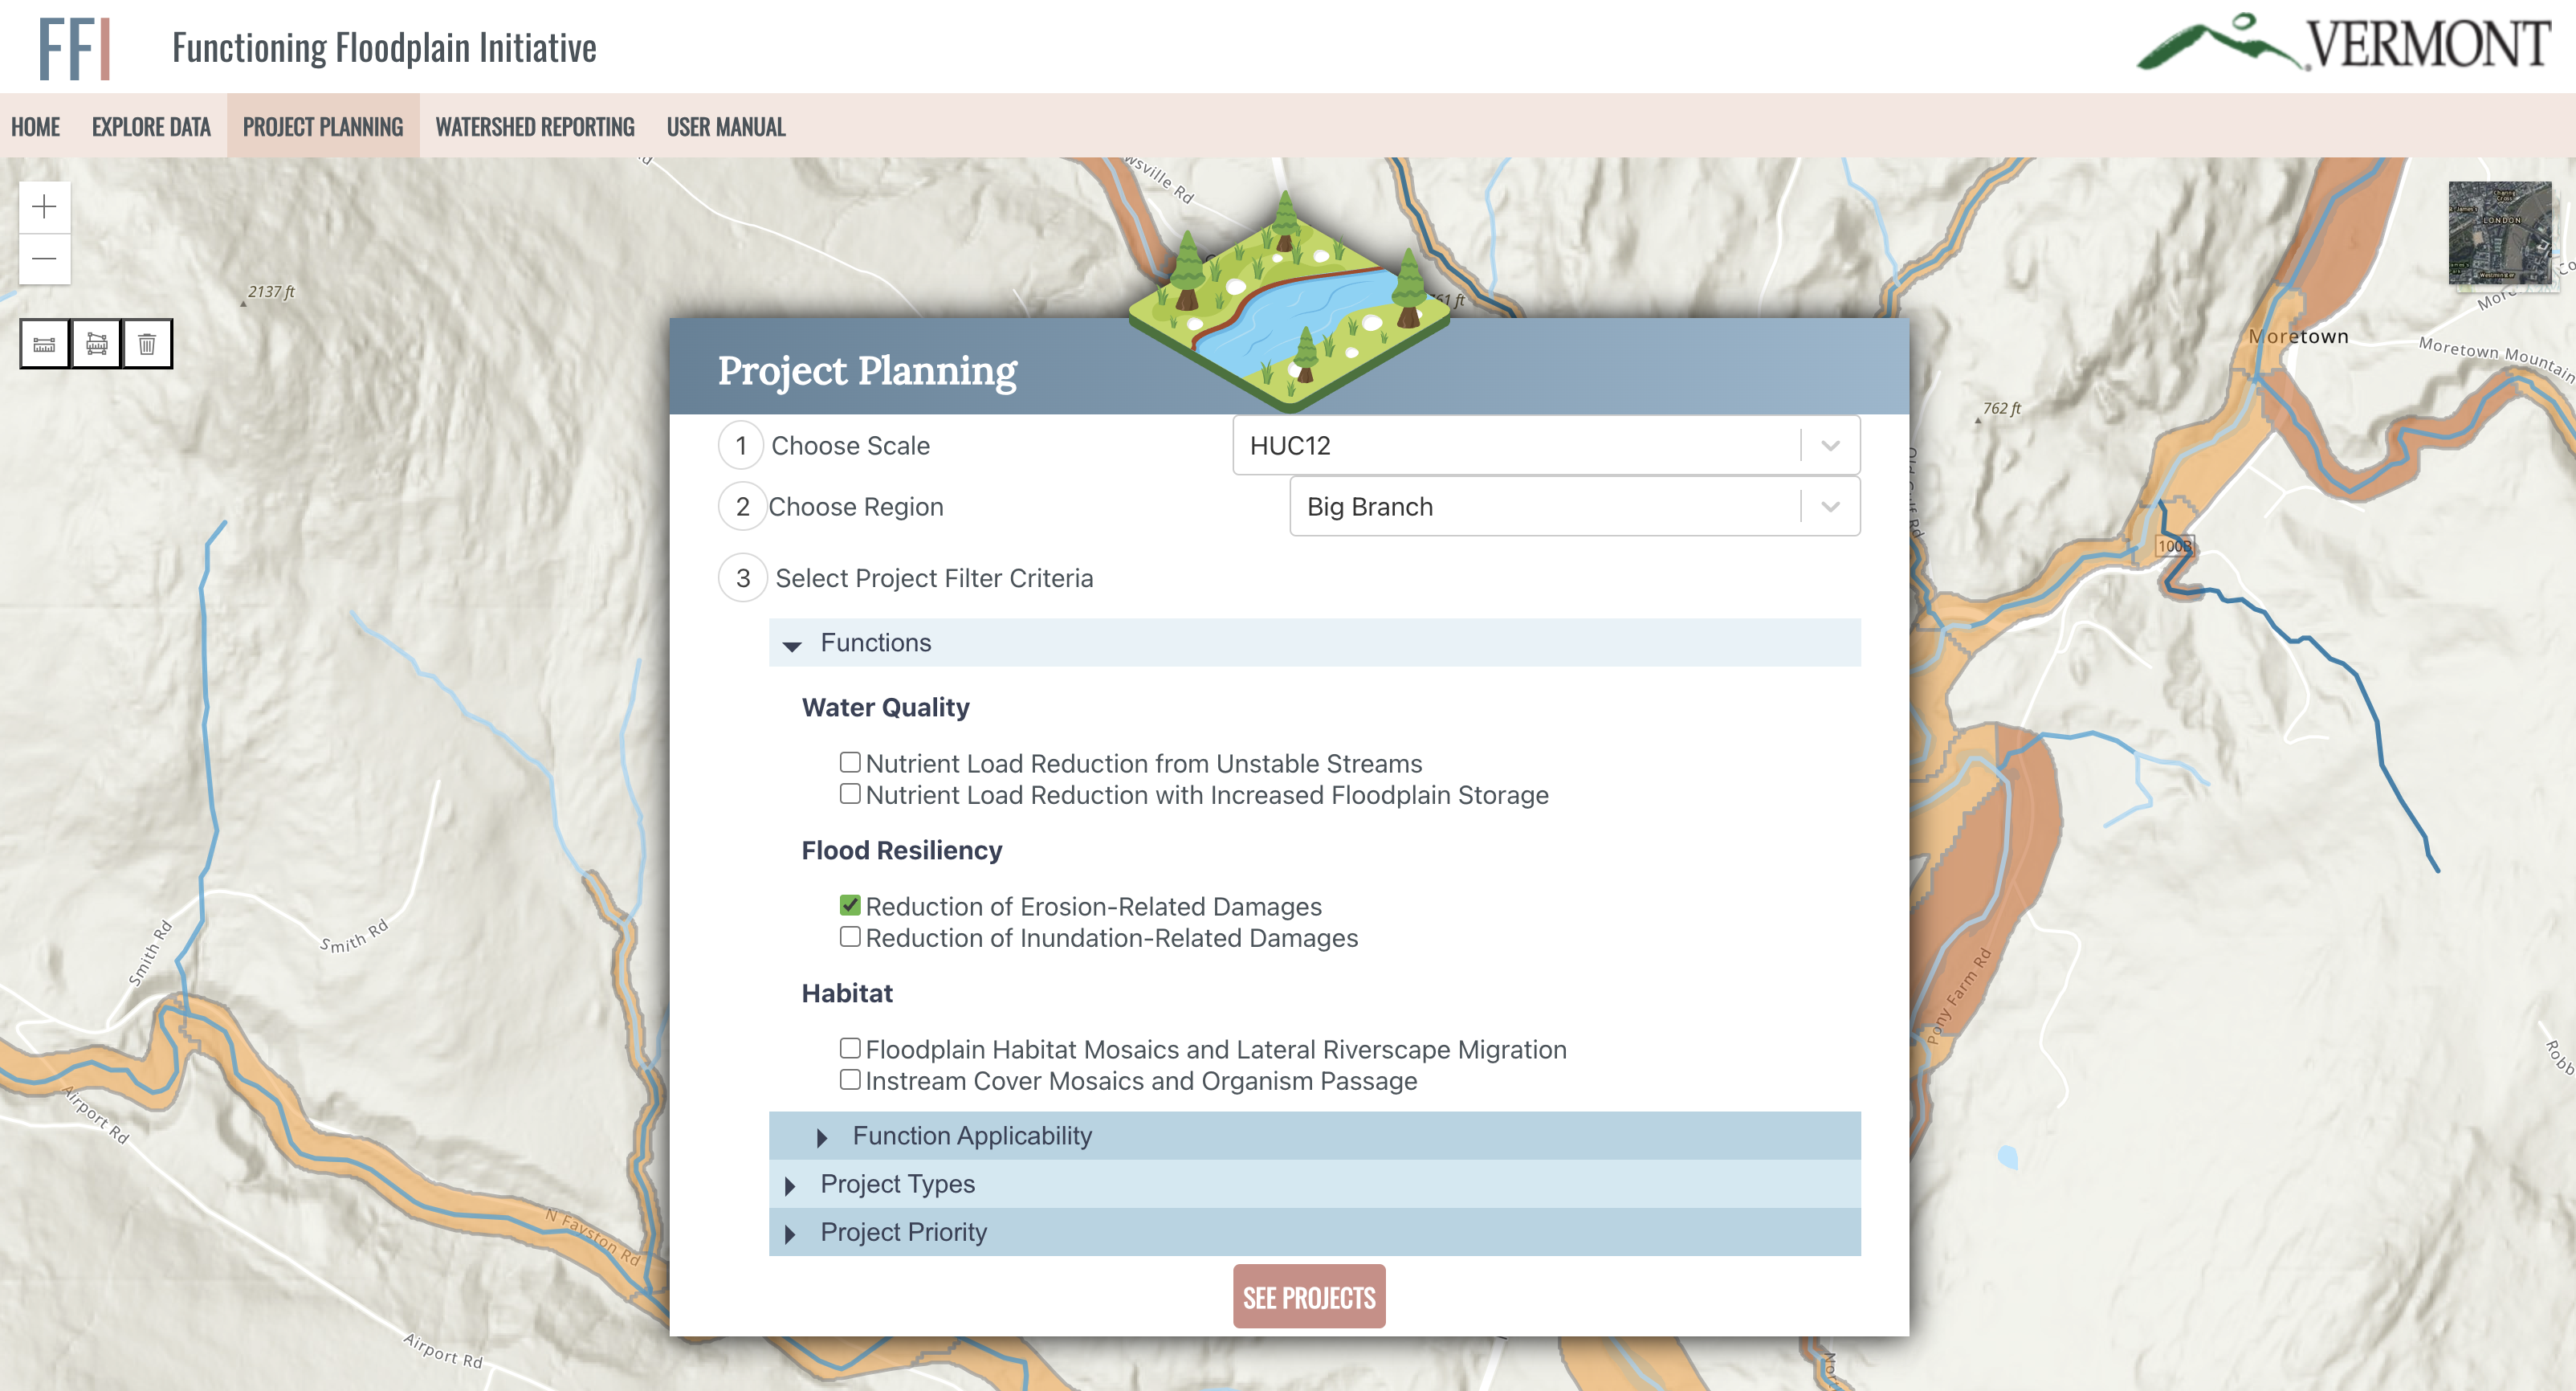 FFI
Functioning Floodplain Initiative
VERMONT
HOME
EXPLORE DATA
PROJECT PLANNING
WATERSHED REPORTING
USER MANUAL
2137 ft
LONDON
Moretown
Moretown Mountain
762 ft
100B
Project Planning
1 Choose Scale
HUC12
2 Choose Region
Big Branch
3 Select Project Filter Criteria
Functions
Water Quality
Nutrient Load Reduction from Unstable Streams
Nutrient Load Reduction with Increased Floodplain Storage
Flood Resiliency
Reduction of Erosion-Related Damages
Reduction of Inundation-Related Damages
Habitat
Floodplain Habitat Mosaics and Lateral Riverscape Migration
Instream Cover Mosaics and Organism Passage
Function Applicability
Project Types
Project Priority
SEE PROJECTS
Smith Rd
Smith Rd
Airport Rd
N Fayston Rd
Airport Rd
Pony Farm Rd